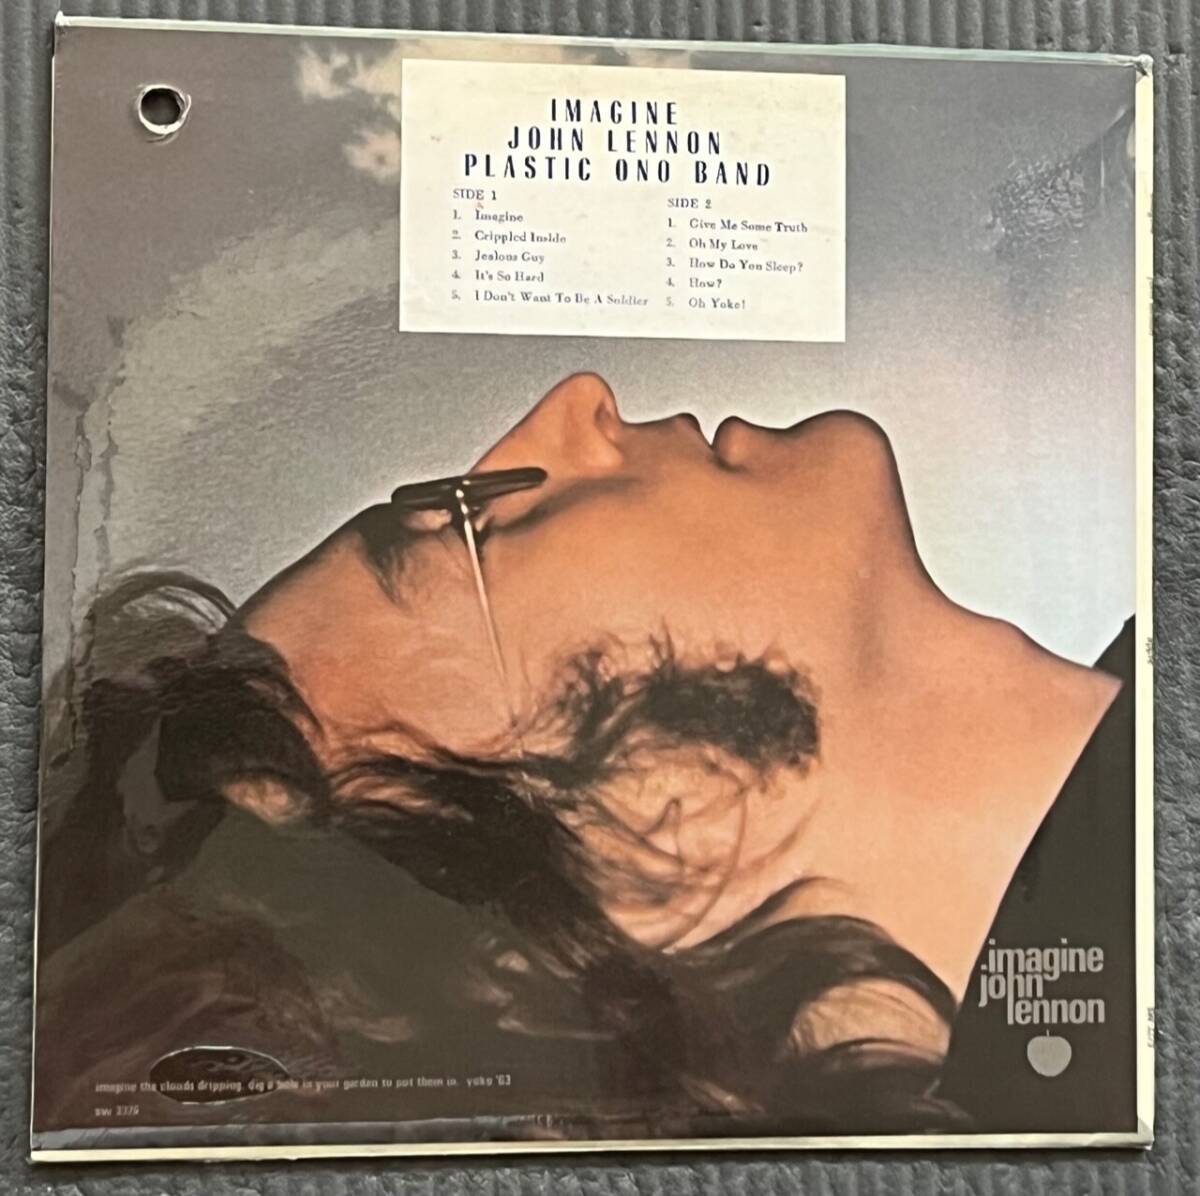 IMAGINE
JOHN LENNON
PLASTIC ONO BAND
SIDE 1
1. Imagine
2. Crippled Inside
3. Jealous Guy
4. It's So Hard
5. I Don't Want To Be A Soldier
SIDE 2
1. Give Me Some Truth
2. Oh My Love
3. How Do You Sleep?
4. How?
5. Oh Yoko!
imagine
john
lennon
imagine the clouds dripping. dig a hole in your garden to put them in. yoko '63
SW 3379